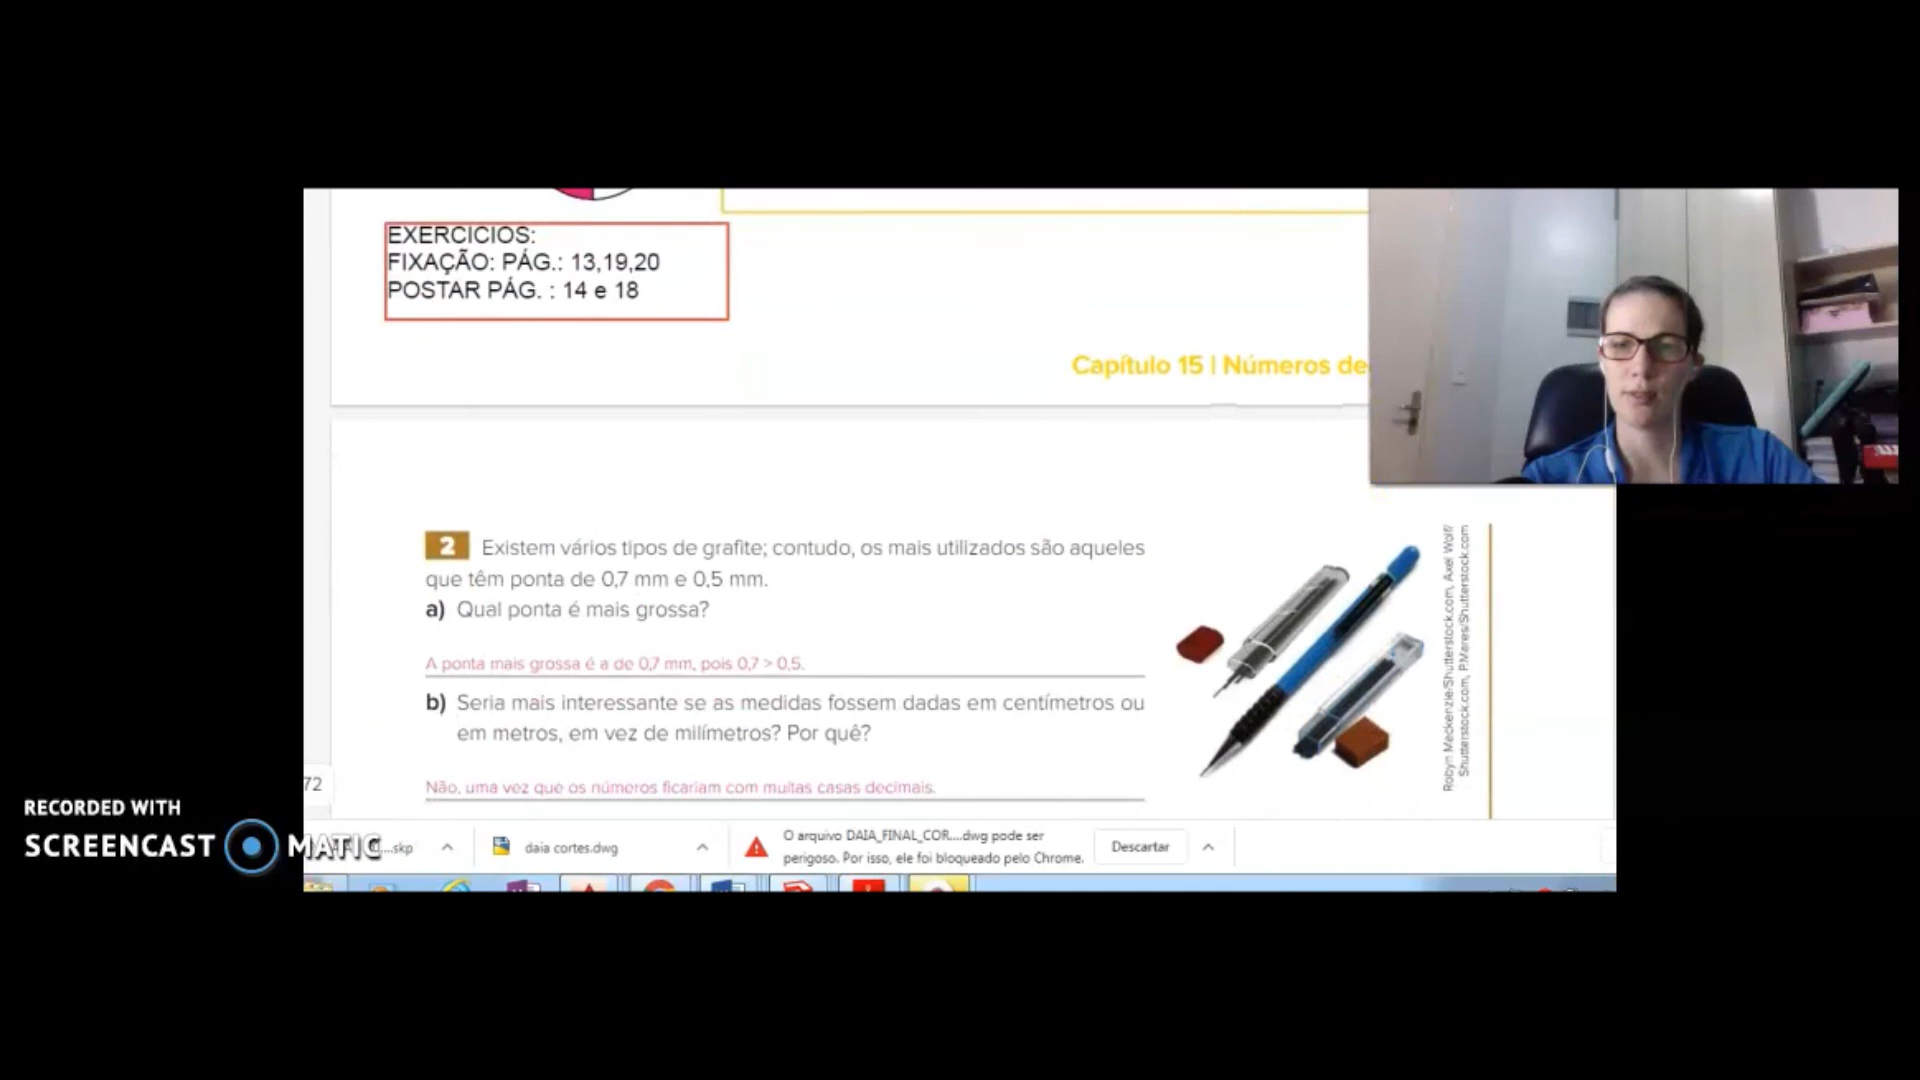 EXERCICIOS:
FIXAÇÃO: PÁG.: 13,19,20
POSTAR PÁG. : 14 e 18
Capítulo 15 | Números de
2 Existem vários tipos de grafite; contudo, os mais utilizados são aqueles
que têm ponta de 0,7 mm e 0,5 mm.
a) Qual ponta é mais grossa?
A ponta mais grossa é a de 0,7 mm, pois 0,7 > 0,5.
b) Seria mais interessante se as medidas fossem dadas em centímetros ou
em metros, em vez de milímetros? Por quê?
Não, uma vez que os números ficariam com muitas casas decimais.
Robyn Mackenzie/Shutterstock.com, Axel Wolf/
Shutterstock.com, P.Mares/Shutterstock.com
72
RECORDED WITH
SCREENCAST MATIC
....skp
daia cortes.dwg
O arquivo DAIA_FINAL_COR....dwg pode ser
perigoso. Por isso, ele foi bloqueado pelo Chrome.
Descartar